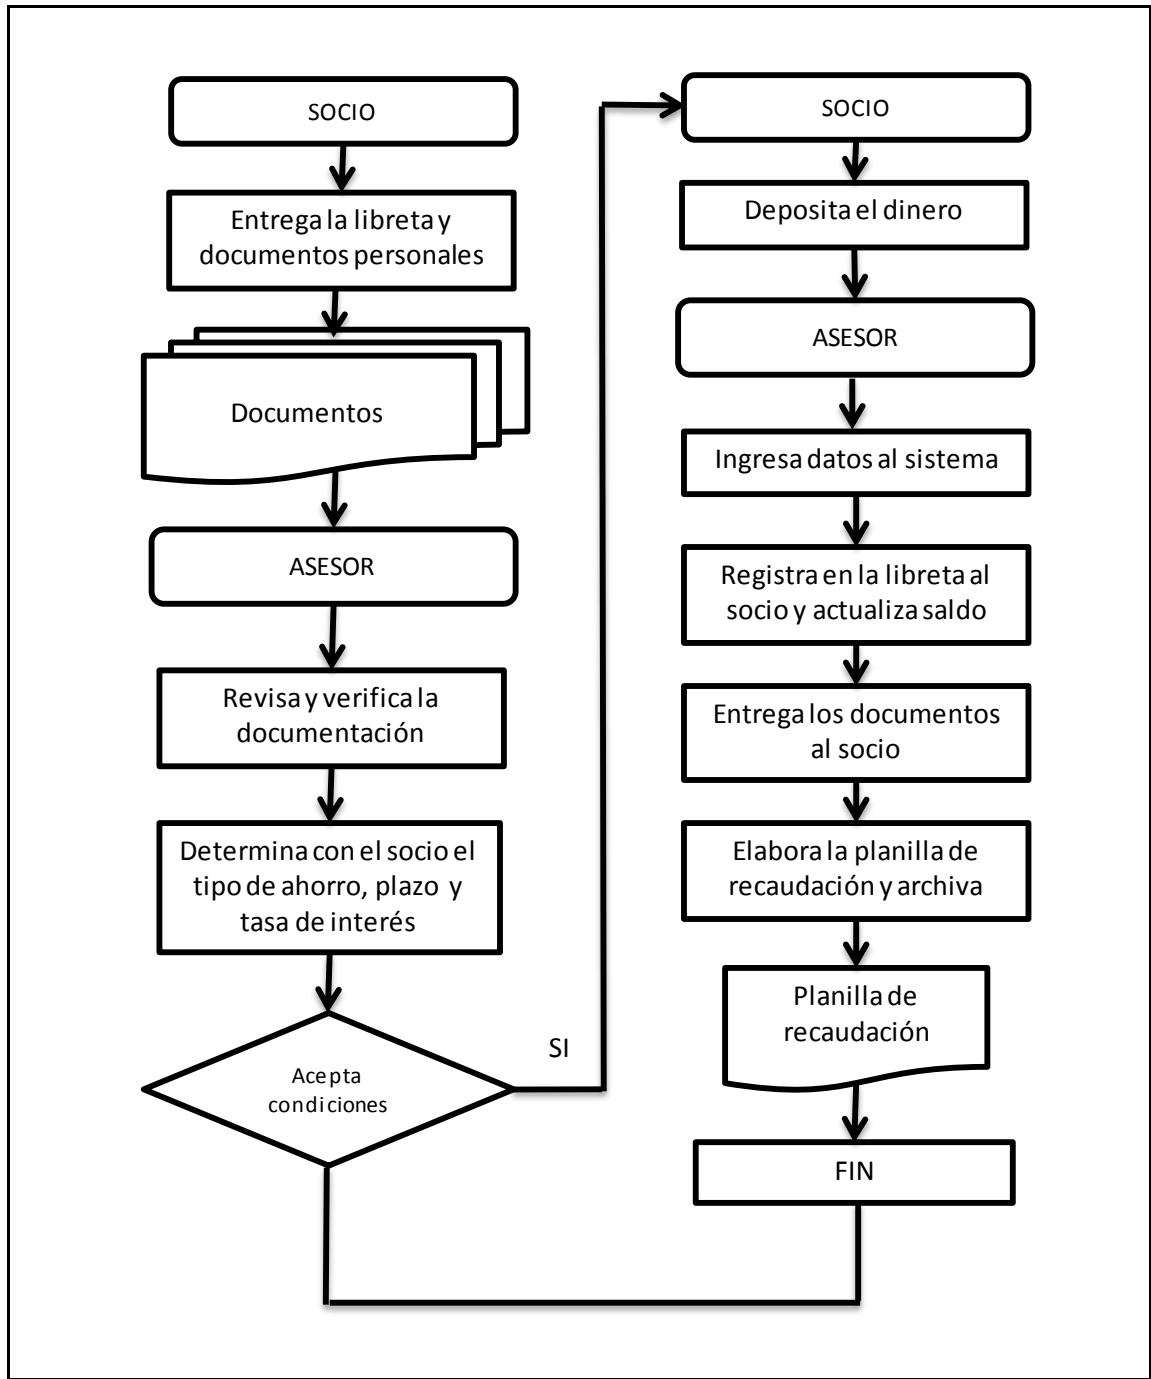 SOCIO
Entrega la libreta y
documentos personales
Documentos
ASESOR
Revisa y verifica la
documentación
Determina con el socio el
tipo de ahorro, plazo y
tasa de interés
Acepta
condiciones
SI
SOCIO
Deposita el dinero
ASESOR
Ingresa datos al sistema
Registra en la libreta al
socio y actualiza saldo
Entrega los documentos
al socio
Elabora la planilla de
recaudación y archiva
Planilla de
recaudación
FIN